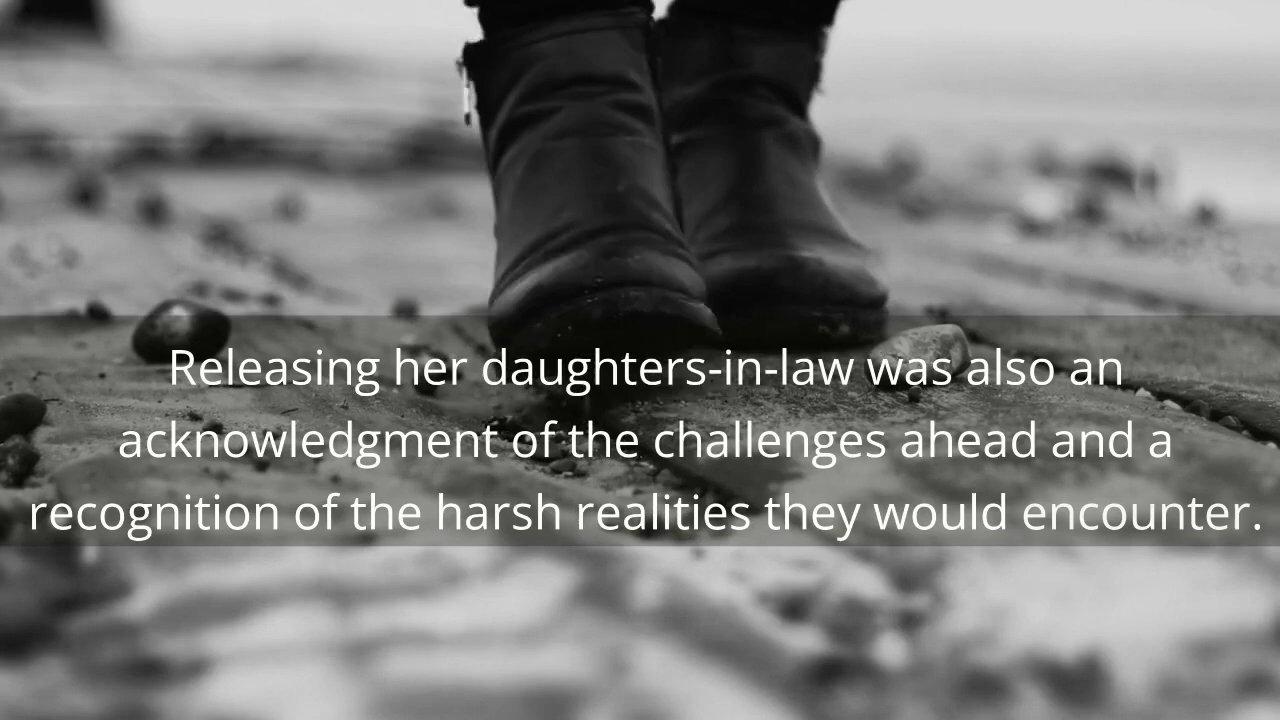 Releasing her daughters-in-law was also an
acknowledgment of the challenges ahead and a
recognition of the harsh realities they would encounter.